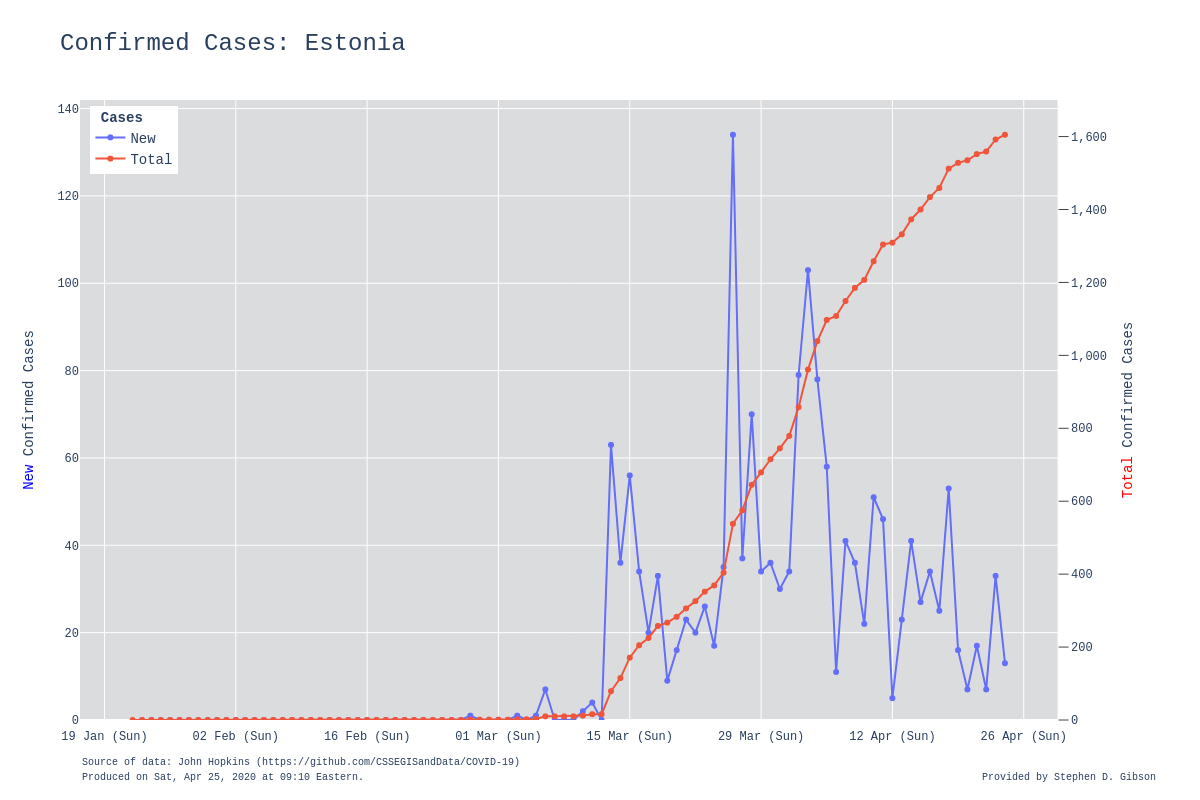 Confirmed Cases: Estonia
Cases
New
Total
140
120
100
80
60
40
20
0
New Confirmed Cases
1,600
1,400
1,200
1,000
800
600
400
200
0
Total Confirmed Cases
19 Jan (Sun)
02 Feb (Sun)
16 Feb (Sun)
01 Mar (Sun)
15 Mar (Sun)
29 Mar (Sun)
12 Apr (Sun)
26 Apr (Sun)
Source of data: John Hopkins (https://github.com/CSSEGISandData/COVID-19)
Produced on Sat, Apr 25, 2020 at 09:10 Eastern.
Provided by Stephen D. Gibson